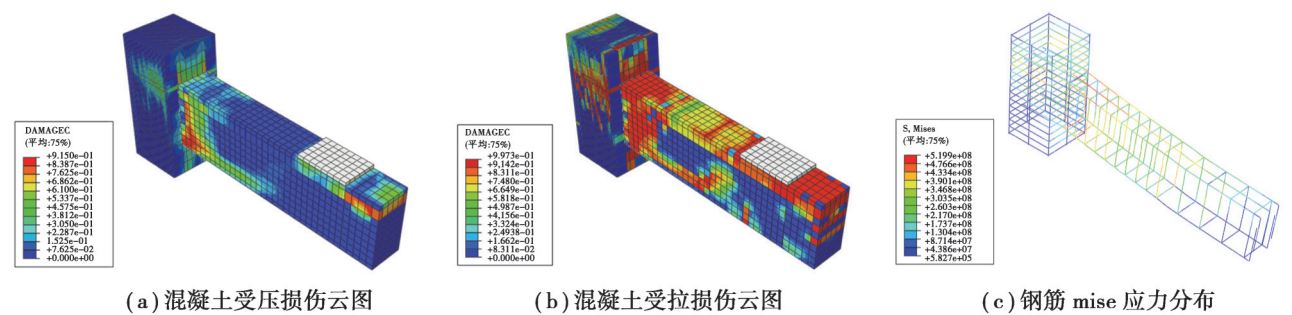 DAMAGEC
(平均:75%)
+9.150e-01
+8.387e-01
+7.625e-01
+6.862e-01
+6.100e-01
+5.337e-01
+4.575e-01
+3.812e-01
+3.050e-01
+2.287e-01
+1.525e-01
+7.625e-02
+0.000e+00
(a)混凝土受压损伤云图
DAMAGEC
(平均:75%)
+9.973e-01
+9.142e-01
+8.311e-01
+7.480e-01
+6.649e-01
+5.818e-01
+4.987e-01
+4.156e-01
+3.324e-01
+2.4938-01
+1.662e-01
+8.311e-02
+0.000e+00
(b)混凝土受拉损伤云图
S, Mises
(平均:75%)
+5.199e+08
+4.766e+08
+4.334e+08
+3.901e+08
+3.468e+08
+3.035e+08
+2.603e+08
+2.170e+08
+1.737e+08
+1.304e+08
+8.714e+07
+4.386e+07
+5.827e+05
(c)钢筋 mise 应力分布